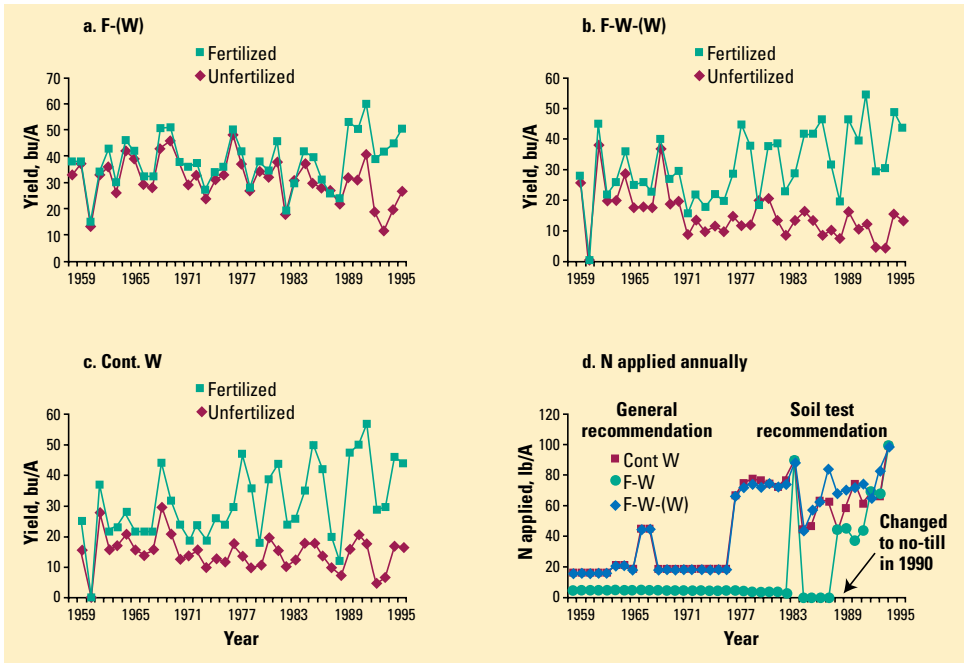 a. F-(W)
Fertilized
Unfertilized
Yield, bu/A
70
60
50
40
30
20
10
0
1959 1965 1971 1977 1983 1989 1995
b. F-W-(W)
Fertilized
Unfertilized
Yield, bu/A
60
50
40
30
20
10
0
1959 1965 1971 1977 1983 1989 1995
c. Cont. W
Fertilized
Unfertilized
Yield, bu/A
60
50
40
30
20
10
0
1959 1965 1971 1977 1983 1989 1995
Year
d. N applied annually
General
recommendation
Soil test
recommendation
Cont W
F-W
F-W-(W)
Changed
to no-till
in 1990
N applied, lb/A
120
100
80
60
40
20
0
1959 1965 1971 1977 1983 1989 1995
Year